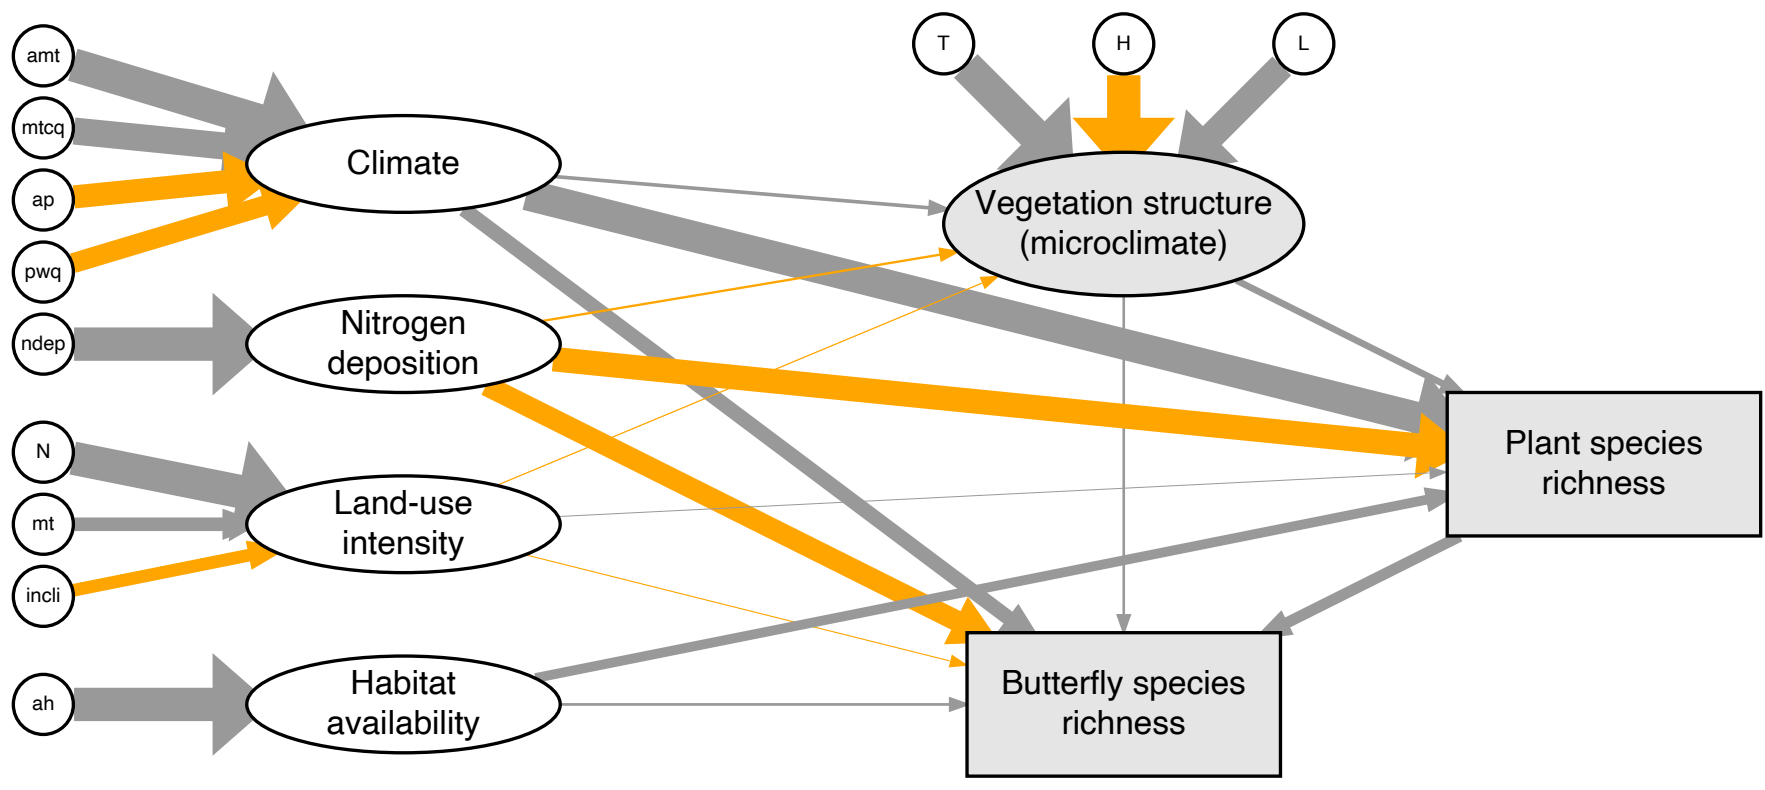 amt
mtcq
ap
pwq
ndep
N
mt
incli
ah
T
H
L
Climate
Nitrogen
deposition
Land-use
intensity
Habitat
availability
Vegetation structure
(microclimate)
Plant species
richness
Butterfly species
richness